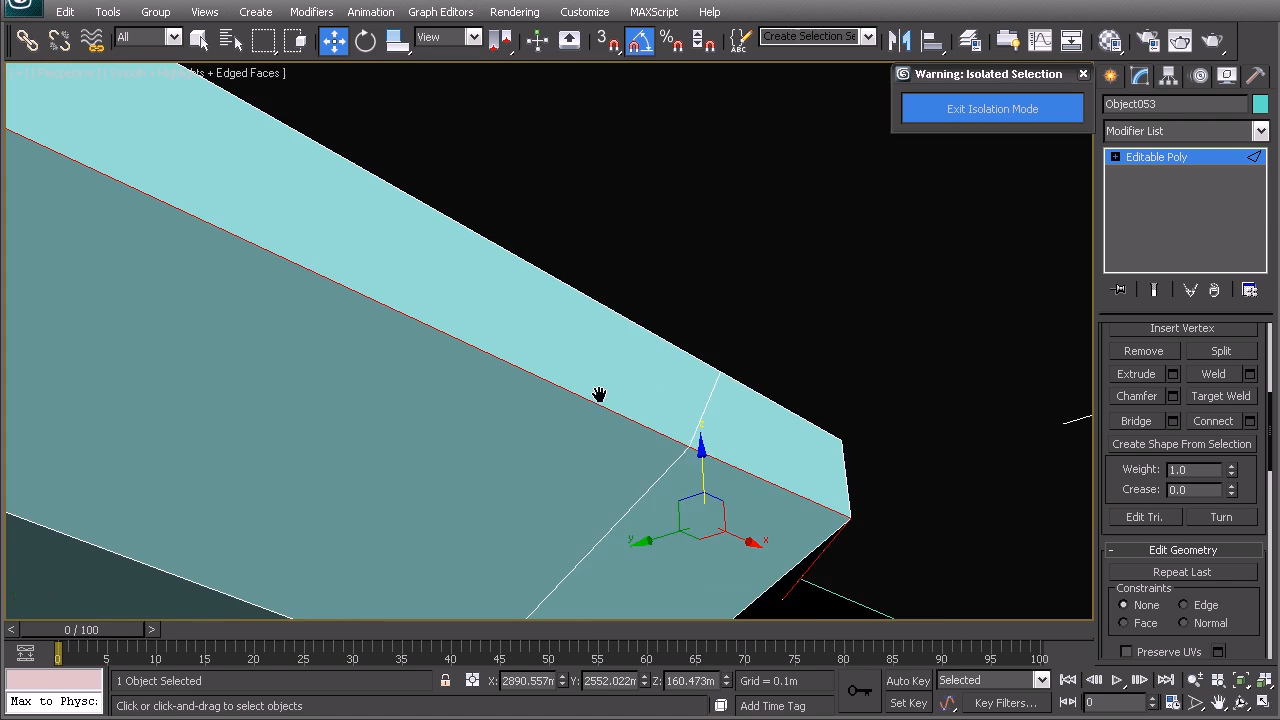 Edit Tools Group Views Create Modifiers Animation Graph Editors Rendering Customize MAXScript Help
All View 3 Create Selection Se
Smooth + Highlights + Edged Faces ]
Warning: Isolated Selection
Exit Isolation Mode
Object053
Modifier List
Editable Poly
Insert Vertex
Remove Split
Extrude Weld
Chamfer Target Weld
Bridge Connect
Create Shape From Selection
Weight: 1.0
Crease: 0.0
Edit Tri. Turn
- Edit Geometry
Repeat Last
Constraints
None Edge
Face Normal
Preserve UVs
z
y x
< 0 / 100 >
0 5 10 15 20 25 30 35 40 45 50 55 60 65 70 75 80 85 90 95 100
1 Object Selected X: 2890.557m Y: 2552.022m Z: 160.473m Grid = 0.1m Auto Key Selected
Max to Physc: Click or click-and-drag to select objects Add Time Tag Set Key Key Filters... 0